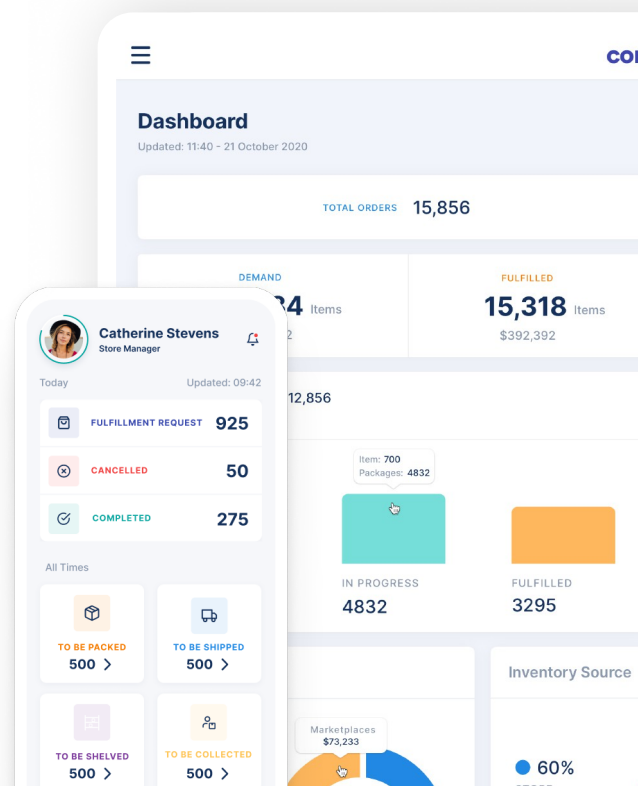 Dashboard
Updated: 11:40 - 21 October 2020
TOTAL ORDERS 15,856
DEMAND
Items
FULFILLED
15,318 Items
$392,392
12,856
Item: 700
Packages: 4832
IN PROGRESS
4832
FULFILLED
3295
Marketplaces
$73,233
Inventory Source
60%
Catherine Stevens
Store Manager
Today Updated: 09:42
FULFILLMENT REQUEST 925
CANCELLED 50
COMPLETED 275
All Times
TO BE PACKED
500
TO BE SHIPPED
500
TO BE SHELVED
500
TO BE COLLECTED
500